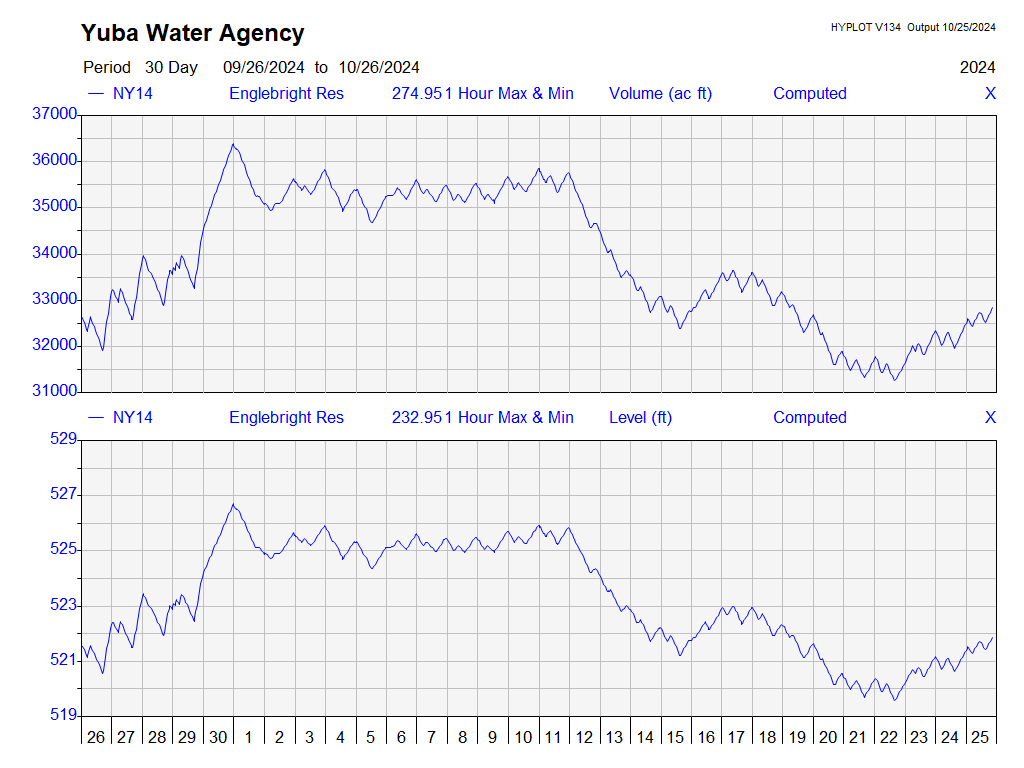 Yuba Water Agency
HYPLOT V134 Output 10/25/2024
Period 30 Day 09/26/2024 to 10/26/2024 2024
NY14 Englebright Res 274.951 Hour Max & Min Volume (ac ft) Computed X
37000
36000
35000
34000
33000
32000
31000
NY14 Englebright Res 232.951 Hour Max & Min Level (ft) Computed X
529
527
525
523
521
519
26 27 28 29 30 1 2 3 4 5 6 7 8 9 10 11 12 13 14 15 16 17 18 19 20 21 22 23 24 25